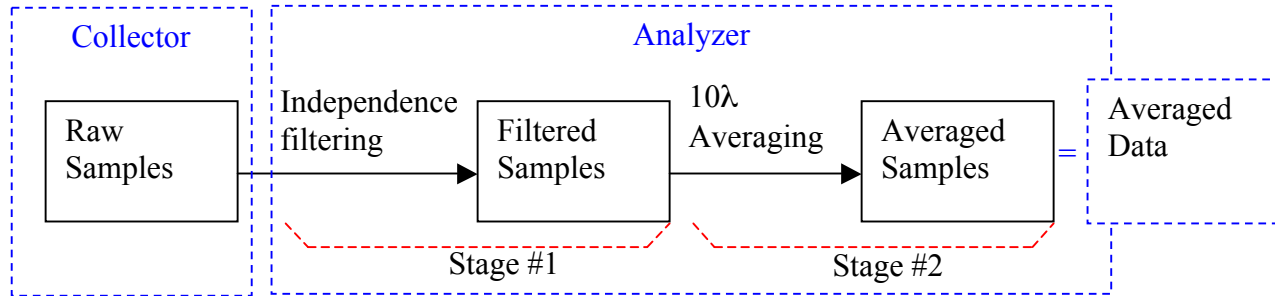 Collector
Analyzer
Raw
Samples
Independence
filtering
Filtered
Samples
10λ
Averaging
Averaged
Samples
=
Averaged
Data
Stage #1
Stage #2